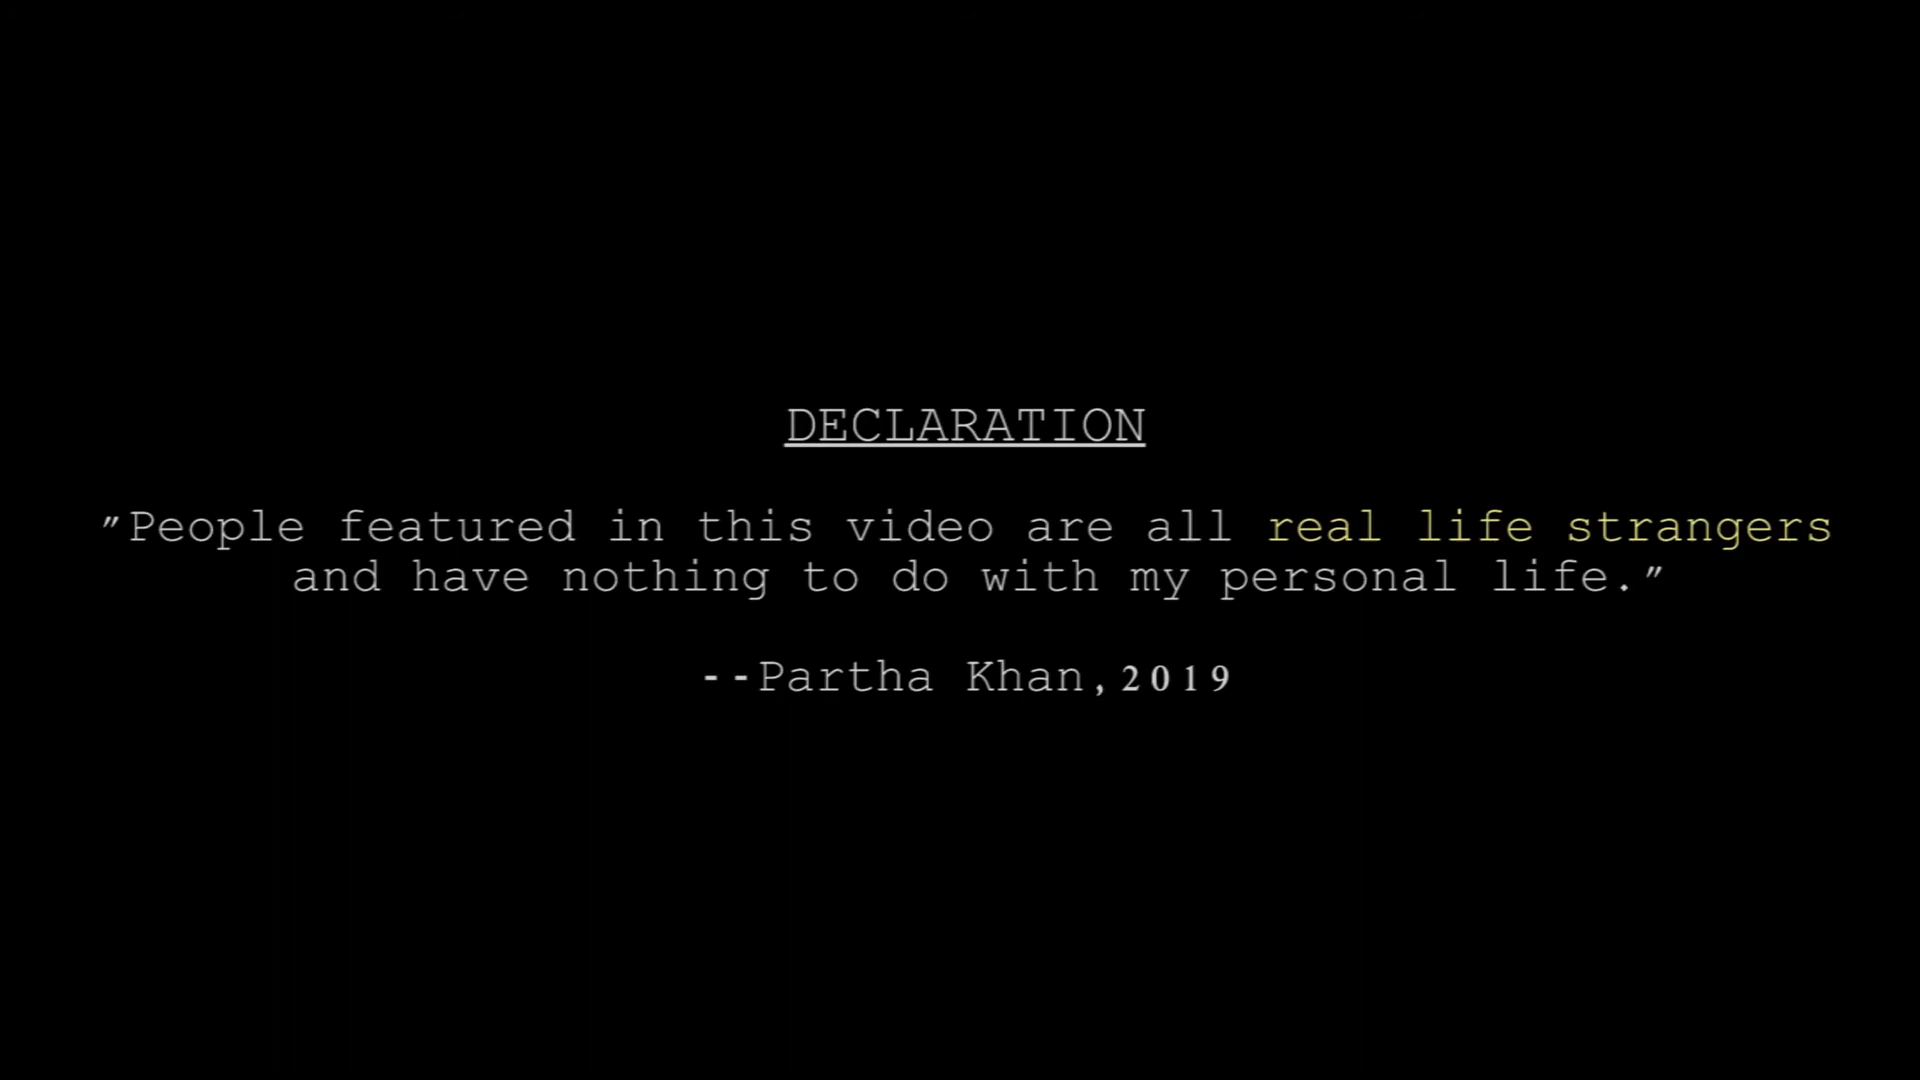 DECLARATION
"People featured in this video are all real life strangers
and have nothing to do with my personal life."
--Partha Khan,2019